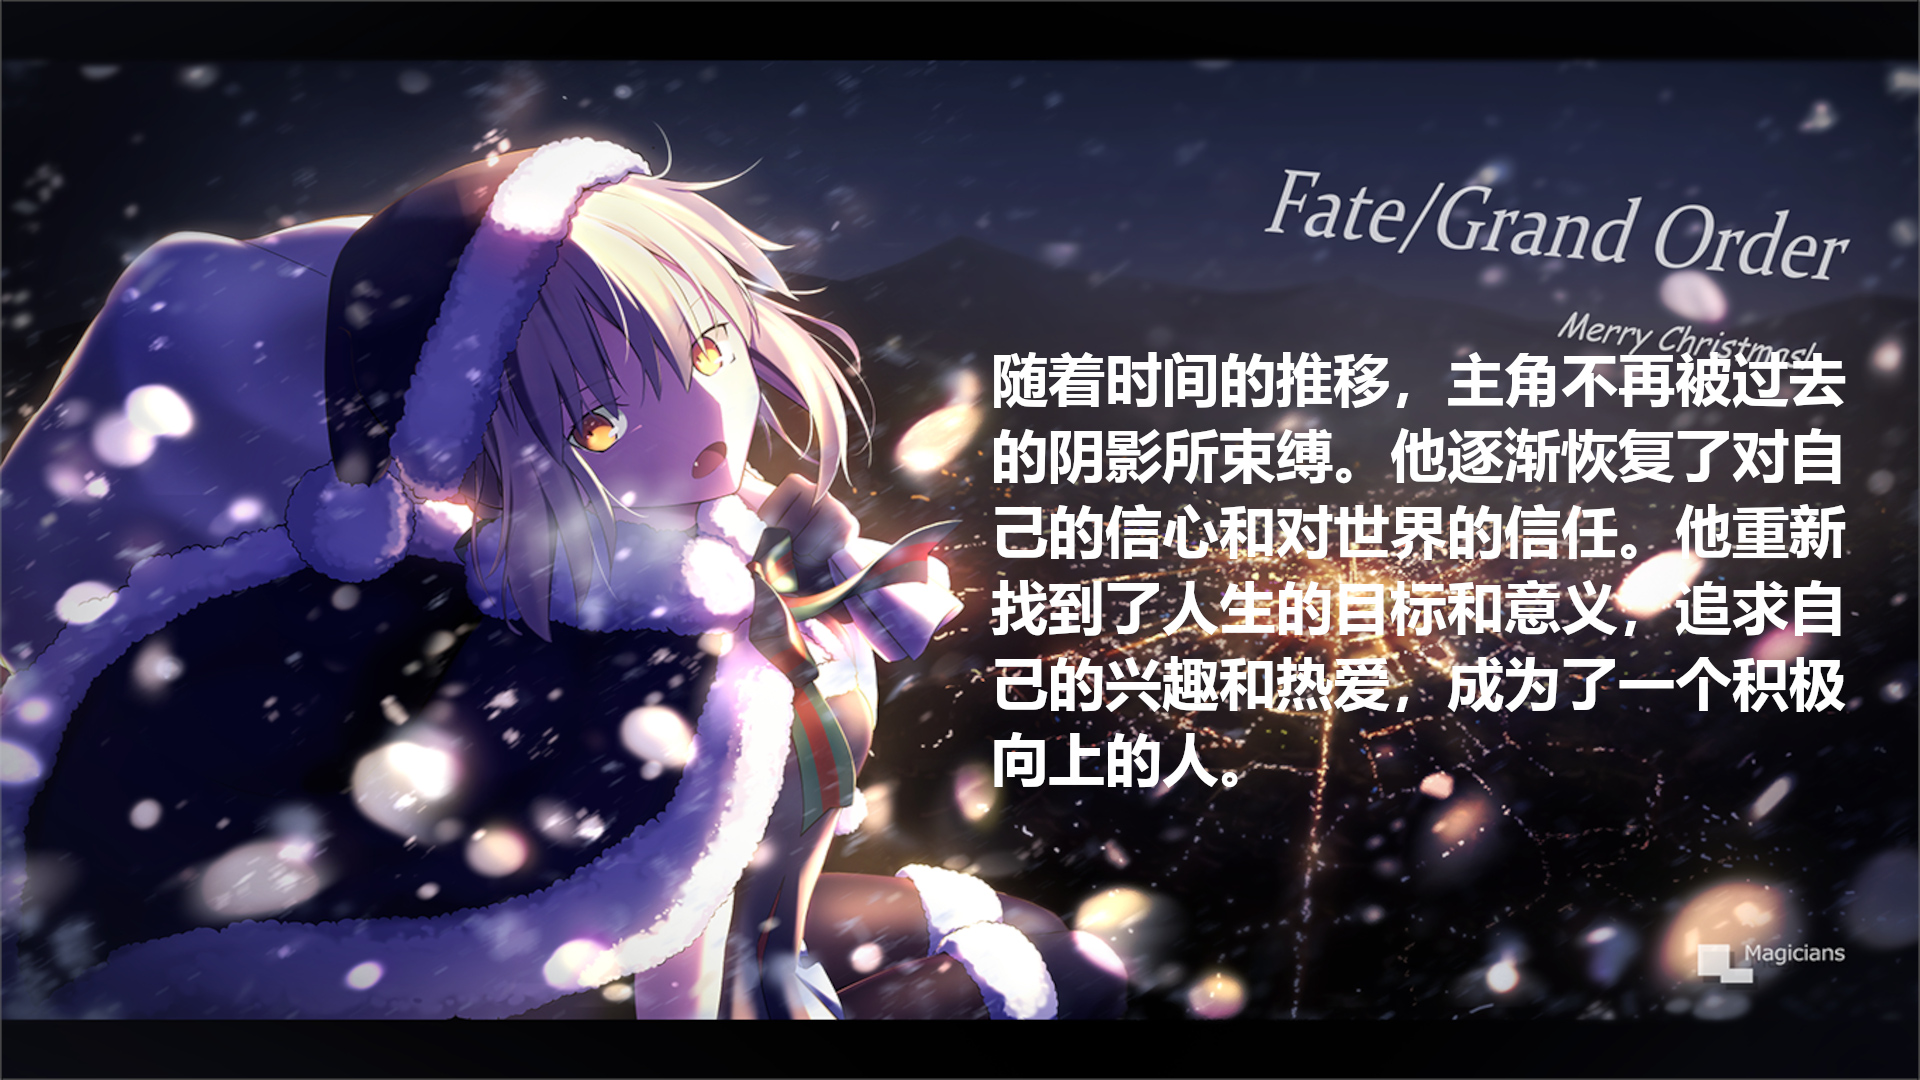 Fate/Grand Order
Merry Christmas!
随着时间的推移，主角不再被过去
的阴影所束缚。他逐渐恢复了对自
己的信心和对世界的信任。他重新
找到了人生的目标和意义，追求自
己的兴趣和热爱，成为了一个积极
向上的人。
Magicians